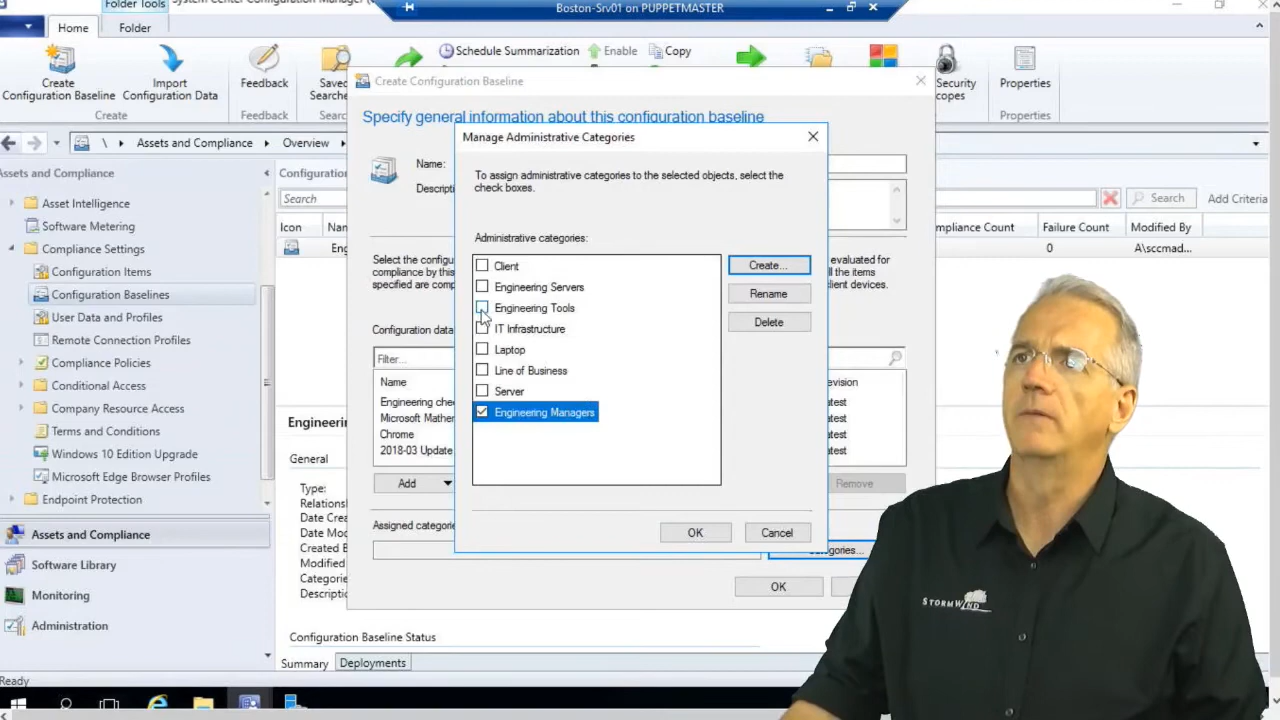 Folder Tools
System Center Configuration Manager
Boston-Srv01 on PUPPETMASTER
Home
Folder
Create
Configuration Baseline
Import
Configuration Data
Create
Feedback
Feedback
Saved
Searches
Schedule Summarization
Enable
Copy
Security
Scopes
Properties
Properties
\ Assets and Compliance Overview
Assets and Compliance
Asset Intelligence
Software Metering
Compliance Settings
Configuration Items
Configuration Baselines
User Data and Profiles
Remote Connection Profiles
Compliance Policies
Conditional Access
Company Resource Access
Terms and Conditions
Windows 10 Edition Upgrade
Microsoft Edge Browser Profiles
Endpoint Protection
Assets and Compliance
Software Library
Monitoring
Administration
Ready
Search
Search
Add Criteria
Icon
Failure Count
Modified By
0
A\sccmad...
General
Type:
Configuration Baseline Status
Summary
Deployments
Create Configuration Baseline
Specify general information about this configuration baseline
Name:
Filter...
Name
Microsoft Mathe
Chrome
2018-03 Update
Add
Remove
OK
Manage Administrative Categories
To assign administrative categories to the selected objects, select the
check boxes.
Administrative categories:
Client
Engineering Servers
Engineering Tools
IT Infrastructure
Laptop
Line of Business
Server
Engineering Managers
Create...
Rename
Delete
OK
Cancel
STORMWIND